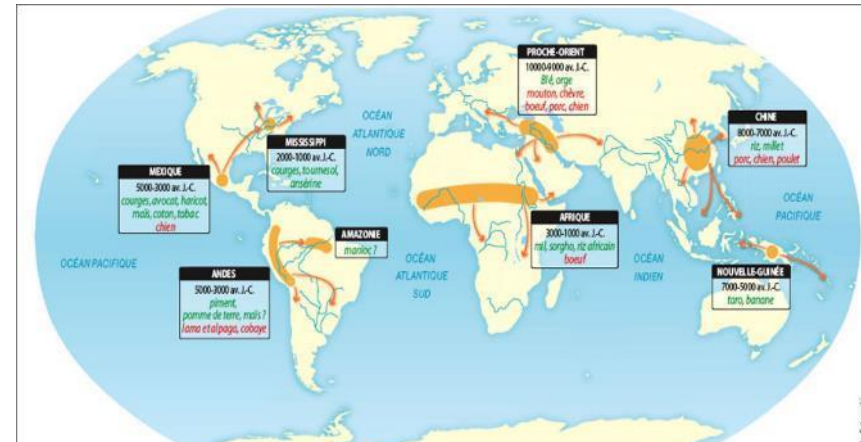 PROCHE-ORIENT
10000-9000 av. J.-C.
Blé, orge
mouton, chèvre,
boeuf, porc, chien
OCÉAN
ATLANTIQUE
NORD
CHINE
8000-7000 av. J.-C.
riz, millet
porc, chien, poulet
MISSISSIPPI
2000-1000 av. J.-C.
courges, tournesol,
ansérine
MEXIQUE
5000-3000 av. J.-C.
courges, avocat, haricot,
maïs, coton, tabac
chien
OCÉAN
PACIFIQUE
AFRIQUE
3000-1000 av. J.-C.
mil, sorgho, riz africain
boeuf
AMAZONIE
manioc ?
OCÉAN
ATLANTIQUE
SUD
OCÉAN
INDIEN
OCÉAN PACIFIQUE
ANDES
5000-3000 av. J.-C.
piment,
pomme de terre, maïs ?
lama et alpaga, cobaye
NOUVELLE-GUINÉE
7000-5000 av. J.-C.
taro, banane